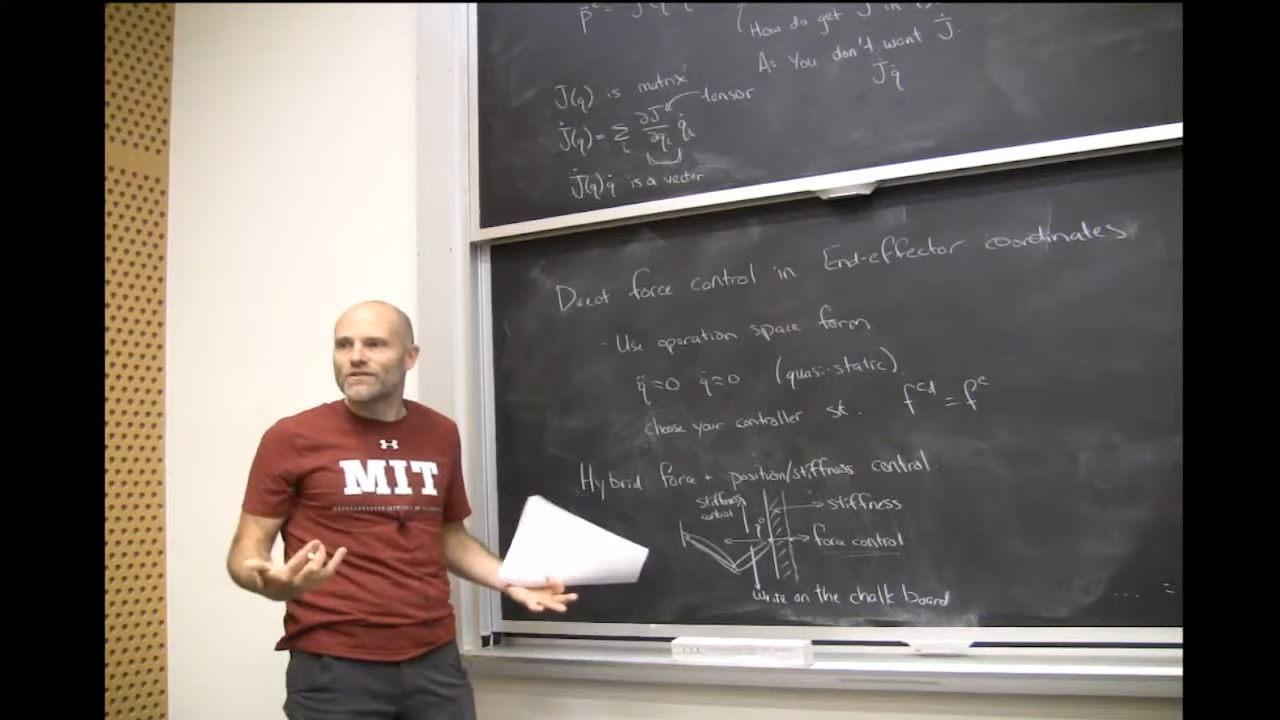 p̈ᶜ =
How do get J̇ in
A: You don't want J̇.
J̇q̇
J(q) is matrix
J̇(q) = Σᵢ ∂J/∂qᵢ q̇ᵢ ← tensor
J̇(q)q̇ is a vector
Direct force control in End-effector coordinates
- Use operation space form
q̈≈0 q̇≈0 (quasi-static).
choose your controller st. f^cd = f^c
Hybrid force + position/stiffness control
stiffness
control
stiffness
force control
write on the chalk board
.... =
MIT